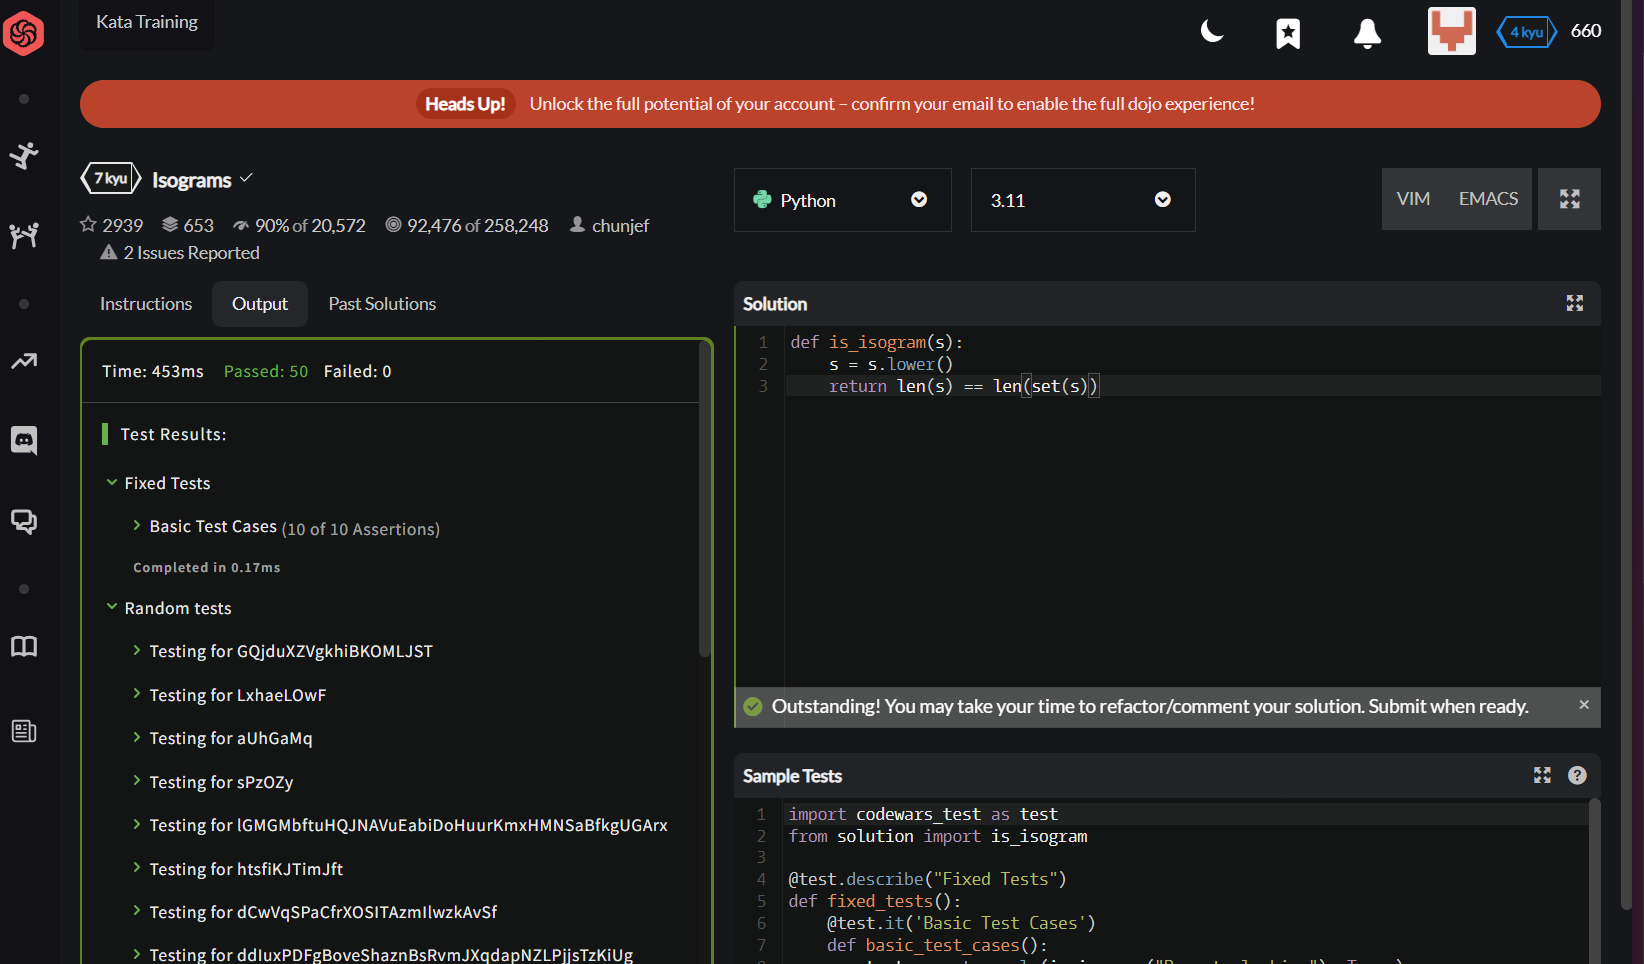 Kata Training
4 kyu 660
Heads Up! Unlock the full potential of your account – confirm your email to enable the full dojo experience!
7 kyu Isograms
2939 653 90% of 20,572 92,476 of 258,248 chunjef
2 Issues Reported
Python 3.11 VIM EMACS
Instructions Output Past Solutions
Time: 453ms Passed: 50 Failed: 0
Test Results:
Fixed Tests
Basic Test Cases (10 of 10 Assertions)
Completed in 0.17ms
Random tests
Testing for GQjduXZVgkhiBKOMLJST
Testing for LxhaeLOwF
Testing for aUhGaMq
Testing for sPzOZy
Testing for lGMGMbftuHQJNAVuEabiDoHuurKmxHMNSaBfkgUGArx
Testing for htsfiKJTimJft
Testing for dCwVqSPaCfrXOSITAzmIlwzkAvSf
Testing for ddIuxPDFgBoveShaznBsRvmJXqdapNZLPjjsTzKiUg
Solution
1 def is_isogram(s):
2 s = s.lower()
3 return len(s) == len(set(s))
Outstanding! You may take your time to refactor/comment your solution. Submit when ready. ×
Sample Tests ?
1 import codewars_test as test
2 from solution import is_isogram
3
4 @test.describe("Fixed Tests")
5 def fixed_tests():
6 @test.it('Basic Test Cases')
7 def basic_test_cases():